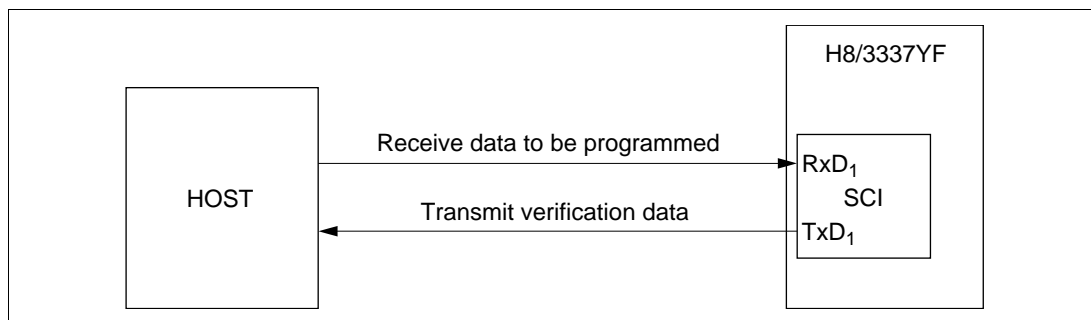 H8/3337YF
Receive data to be programmed
HOST
RxD₁
SCI
Transmit verification data
TxD₁